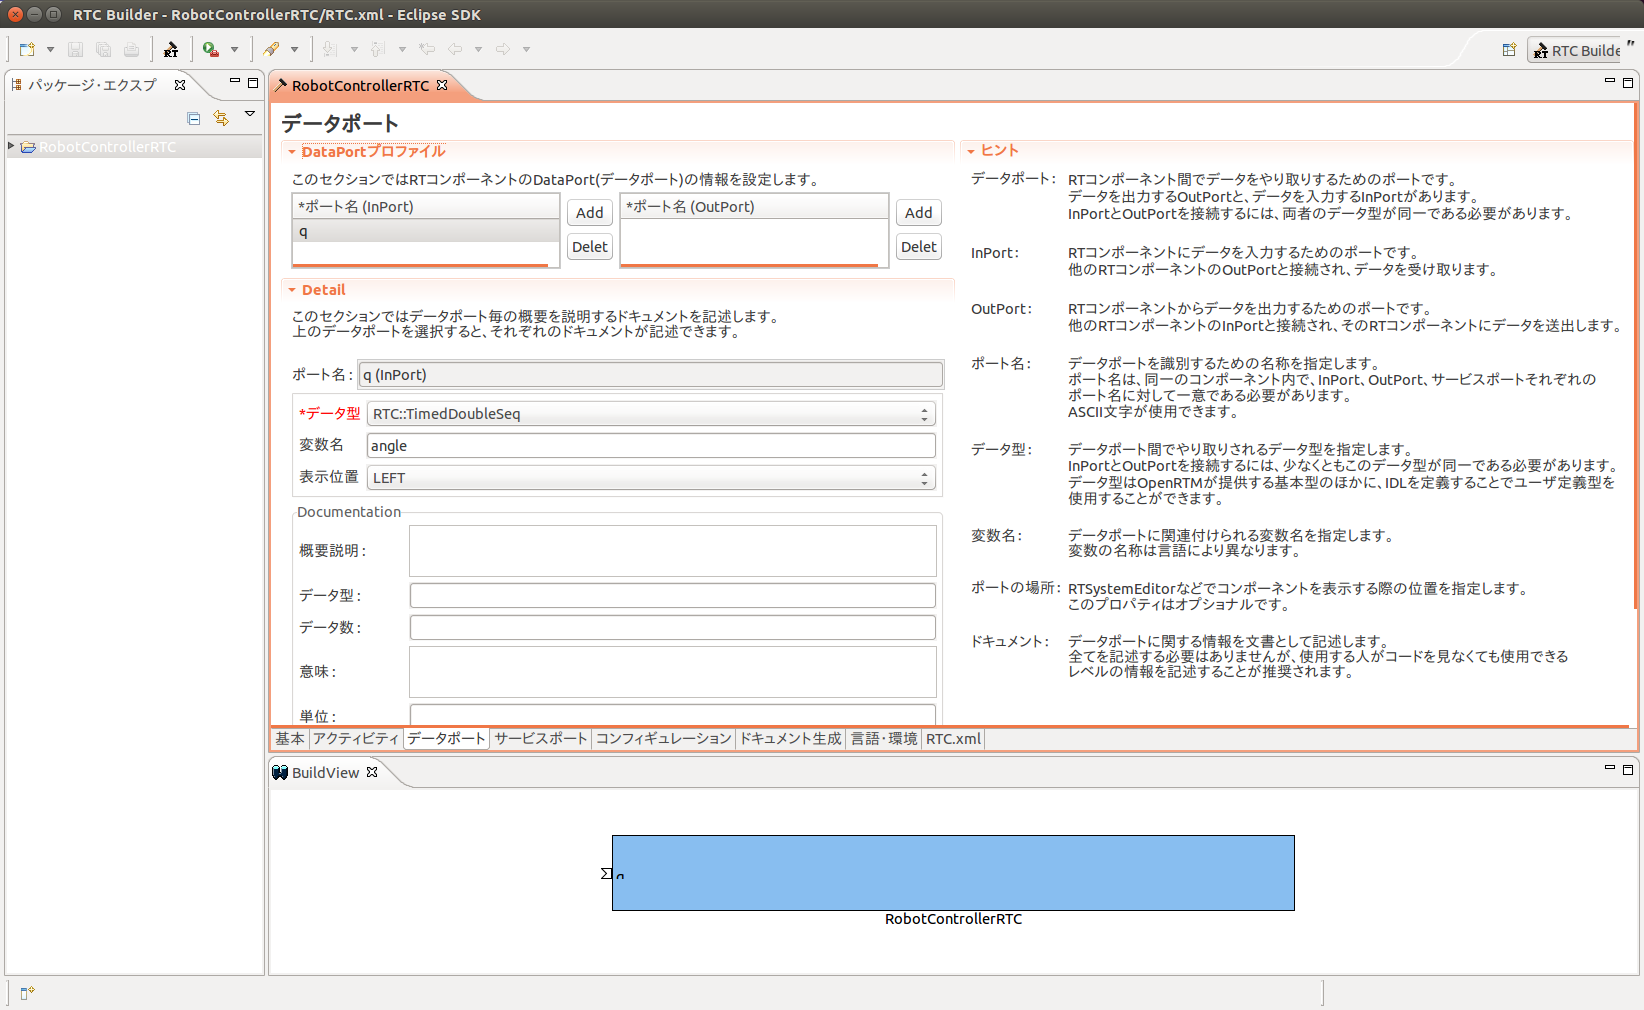 RTC Builder - RobotControllerRTC/RTC.xml - Eclipse SDK
RT
RT RTC Builde "
パッケージ・エクスプ
RobotControllerRTC
RobotControllerRTC
データポート
DataPortプロファイル
このセクションではRTコンポーネントのDataPort(データポート)の情報を設定します。
*ポート名 (InPort)
q
Add
Delet
*ポート名 (OutPort)
Add
Delet
Detail
このセクションではデータポート毎の概要を説明するドキュメントを記述します。
上のデータポートを選択すると、それぞれのドキュメントが記述できます。
ポート名: q (InPort)
*データ型 RTC::TimedDoubleSeq
変数名 angle
表示位置 LEFT
Documentation
概要説明:
データ型:
データ数:
意味:
単位:
ヒント
データポート: RTコンポーネント間でデータをやり取りするためのポートです。
データを出力するOutPortと、データを入力するInPortがあります。
InPortとOutPortを接続するには、両者のデータ型が同一である必要があります。
InPort: RTコンポーネントにデータを入力するためのポートです。
他のRTコンポーネントのOutPortと接続され、データを受け取ります。
OutPort: RTコンポーネントからデータを出力するためのポートです。
他のRTコンポーネントのInPortと接続され、そのRTコンポーネントにデータを送出します。
ポート名: データポートを識別するための名称を指定します。
ポート名は、同一のコンポーネント内で、InPort、OutPort、サービスポートそれぞれの
ポート名に対して一意である必要があります。
ASCII文字が使用できます。
データ型: データポート間でやり取りされるデータ型を指定します。
InPortとOutPortを接続するには、少なくともこのデータ型が同一である必要があります。
データ型はOpenRTMが提供する基本型のほかに、IDLを定義することでユーザ定義型を
使用することができます。
変数名: データポートに関連付けられる変数名を指定します。
変数の名称は言語により異なります。
ポートの場所: RTSystemEditorなどでコンポーネントを表示する際の位置を指定します。
このプロパティはオプショナルです。
ドキュメント: データポートに関する情報を文書として記述します。
全てを記述する必要はありませんが、使用する人がコードを見なくても使用できる
レベルの情報を記述することが推奨されます。
基本 アクティビティ データポート サービスポート コンフィギュレーション ドキュメント生成 言語・環境 RTC.xml
BuildView
q
RobotControllerRTC